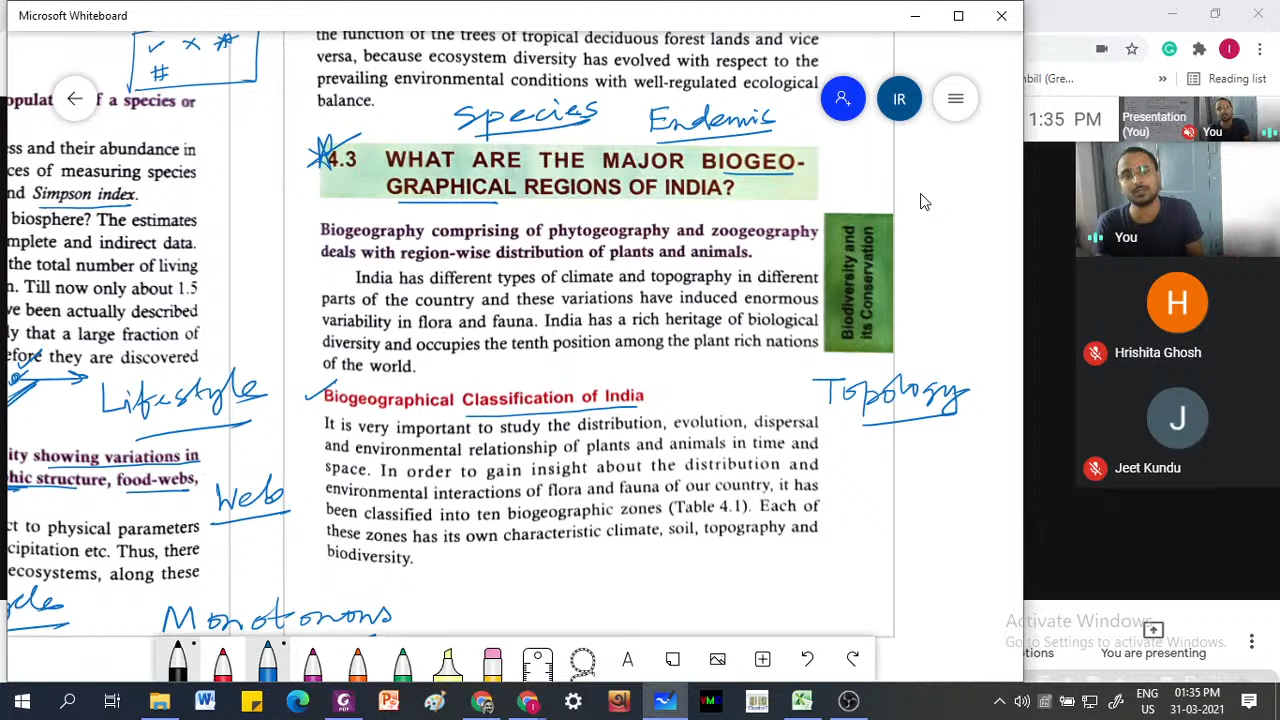 Microsoft Whiteboard
the function of the trees of tropical deciduous forest lands and vice
versa, because ecosystem diversity has evolved with respect to the
prevailing environmental conditions with well-regulated ecological
balance.
Species Endemic
4.3 WHAT ARE THE MAJOR BIOGEO-
GRAPHICAL REGIONS OF INDIA?
Biogeography comprising of phytogeography and zoogeography
deals with region-wise distribution of plants and animals.
India has different types of climate and topography in different
parts of the country and these variations have induced enormous
variability in flora and fauna. India has a rich heritage of biological
diversity and occupies the tenth position among the plant rich nations
of the world.
Biogeographical Classification of India
It is very important to study the distribution, evolution, dispersal
and environmental relationship of plants and animals in time and
space. In order to gain insight about the distribution and
environmental interactions of flora and fauna of our country, it has
been classified into ten biogeographic zones (Table 4.1). Each of
these zones has its own characteristic climate, soil, topography and
biodiversity.
Biodiversity and
its Conservation
Topology
of a species or
ess and their abundance in
ces of measuring species
nd Simpson index.
biosphere? The estimates
mplete and indirect data.
the total number of living
n. Till now only about 1.5
ve been actually described
ly that a large fraction of
efore they are discovered
Lifestyle
ity showing variations in
hic structure, food-webs,
Web
ct to physical parameters
cipitation etc. Thus, there
ecosystems, along these
Monotonous
IR
nbill (Gre...
»
Reading list
1:35 PM
Presentation
(You)
You
You
H
Hrishita Ghosh
J
Jeet Kundu
Activate Windows
Go to Settings to activate Windows.
ptions
You are presenting
ENG
US
01:35 PM
31-03-2021